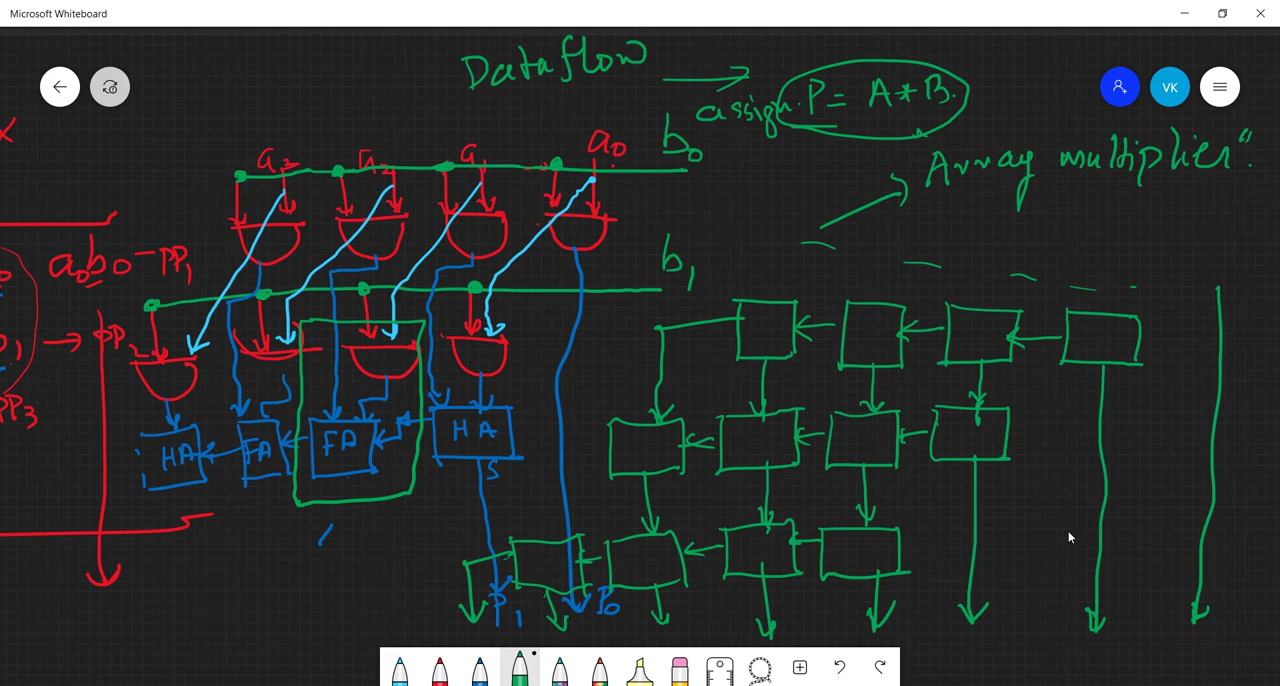 Microsoft Whiteboard
Dataflow
assign. P = A * B.
VK
a3 a2 a1 a0 b0
Array multiplier"
a0b0 - PP1
b1
PP2
PP3
HA FA FA HA
S
P1 P0